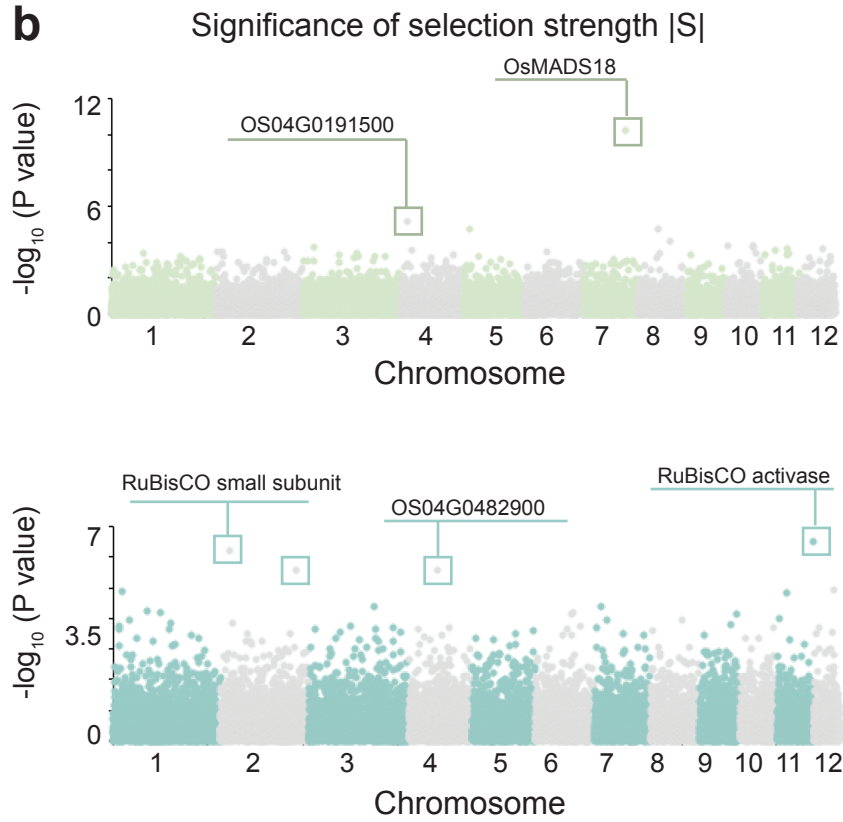 b
Significance of selection strength |S|
OsMADS18
OS04G0191500
12
6
0
-log10 (P value)
1 2 3 4 5 6 7 8 9 10 11 12
Chromosome
RuBisCO small subunit
RuBisCO activase
OS04G0482900
7
3.5
0
-log10 (P value)
1 2 3 4 5 6 7 8 9 10 11 12
Chromosome